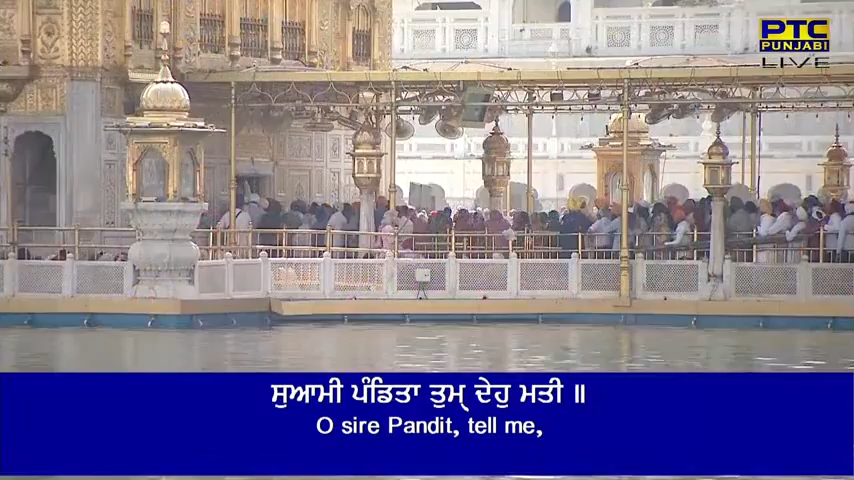 PTC
PUNJABI
LIVE
ਸੁਆਮੀ ਪੰਡਿਤਾ ਤੁਮ੍ ਦੇਹੁ ਮਤੀ ॥
O sire Pandit, tell me,